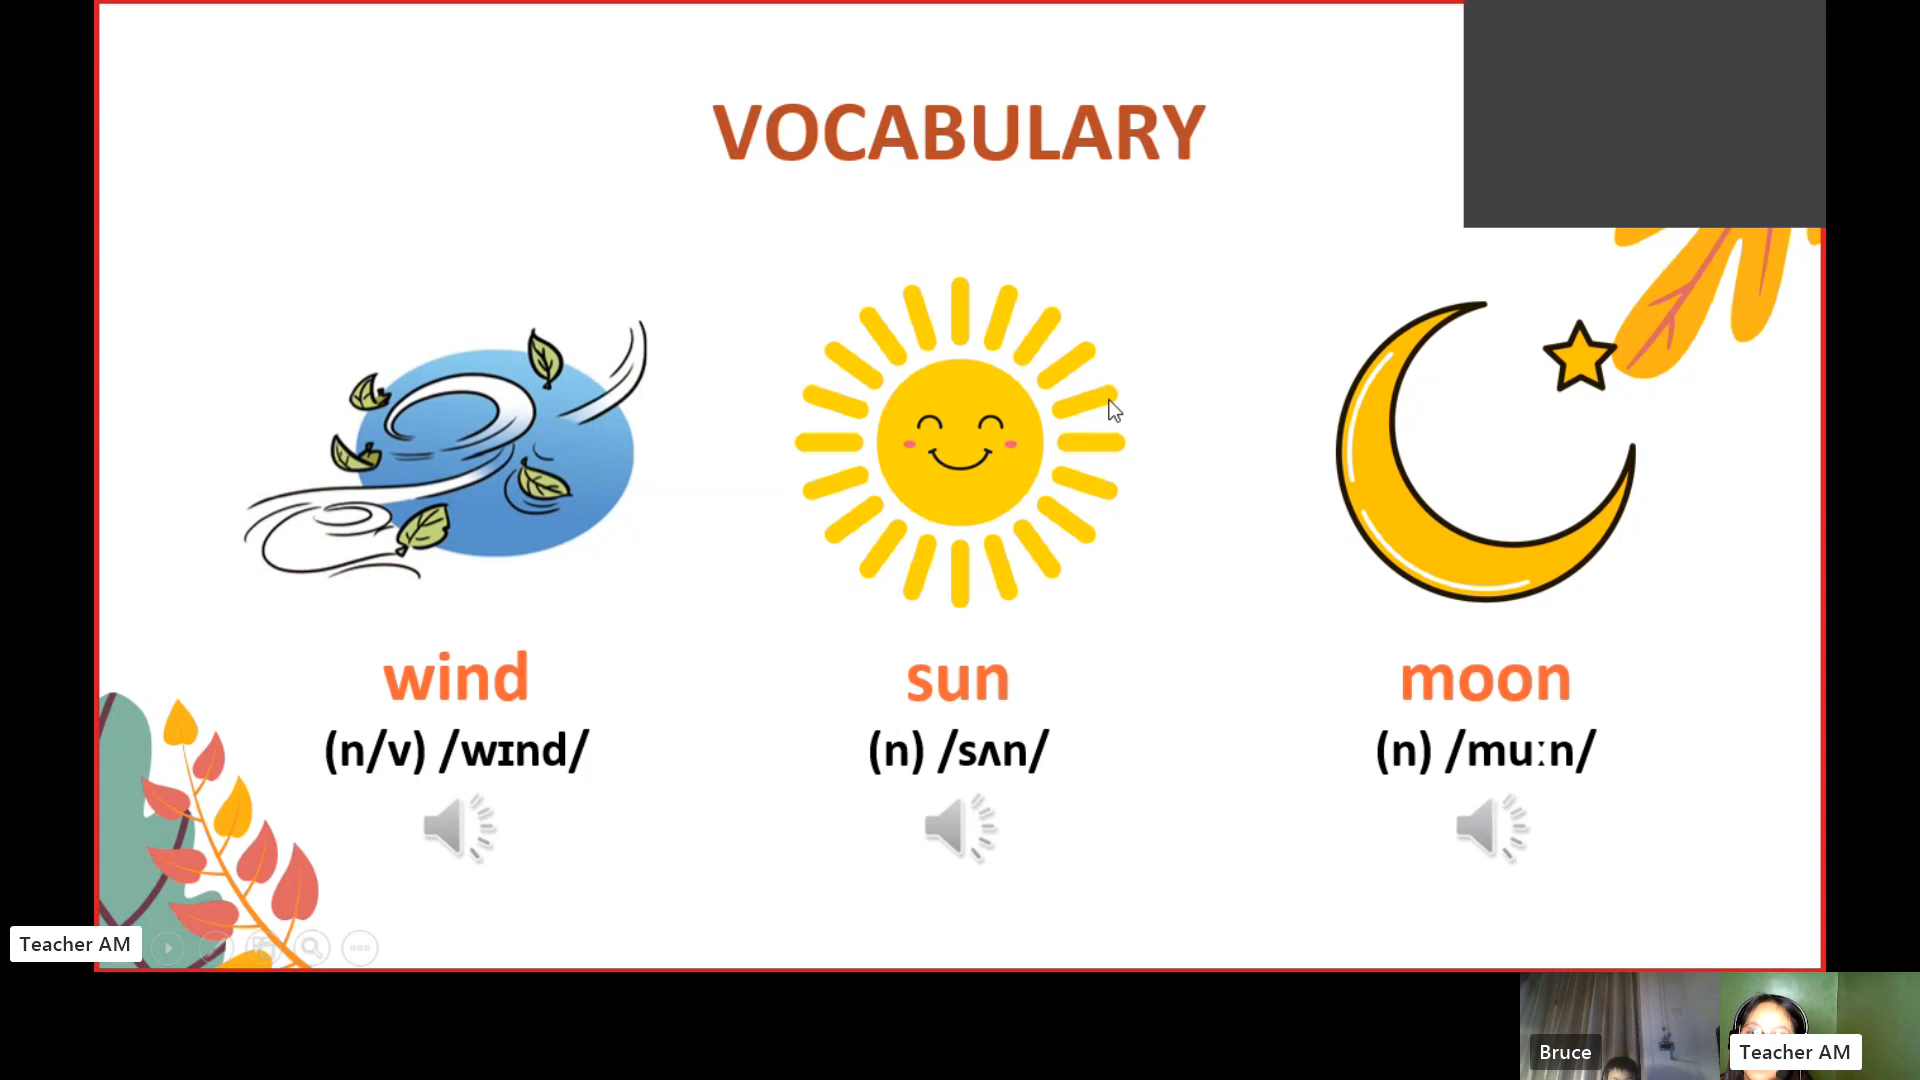 VOCABULARY
wind
(n/v) /wɪnd/
sun
(n) /sʌn/
moon
(n) /muːn/
Teacher AM
Bruce
Teacher AM